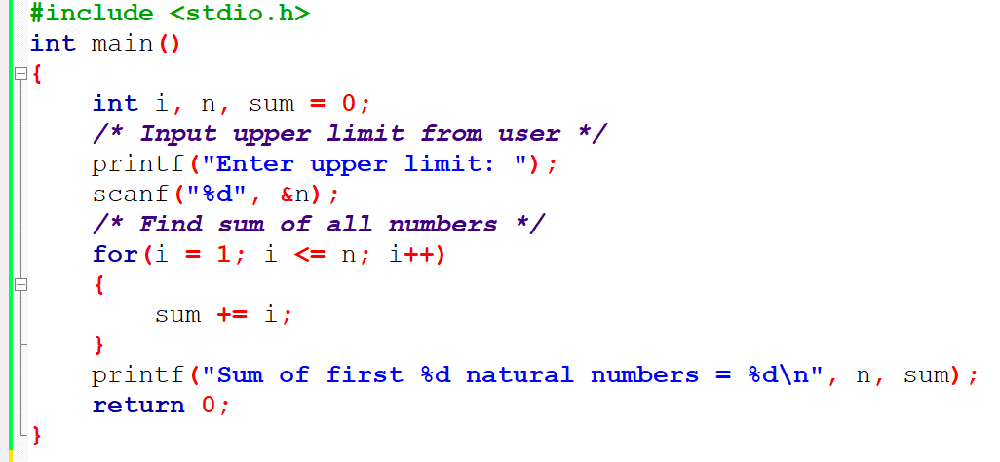 #include <stdio.h>
int main()
{
    int i, n, sum = 0;
    /* Input upper limit from user */
    printf("Enter upper limit: ");
    scanf("%d", &n);
    /* Find sum of all numbers */
    for(i = 1; i <= n; i++)
    {
        sum += i;
    }
    printf("Sum of first %d natural numbers = %d\n", n, sum);
    return 0;
}